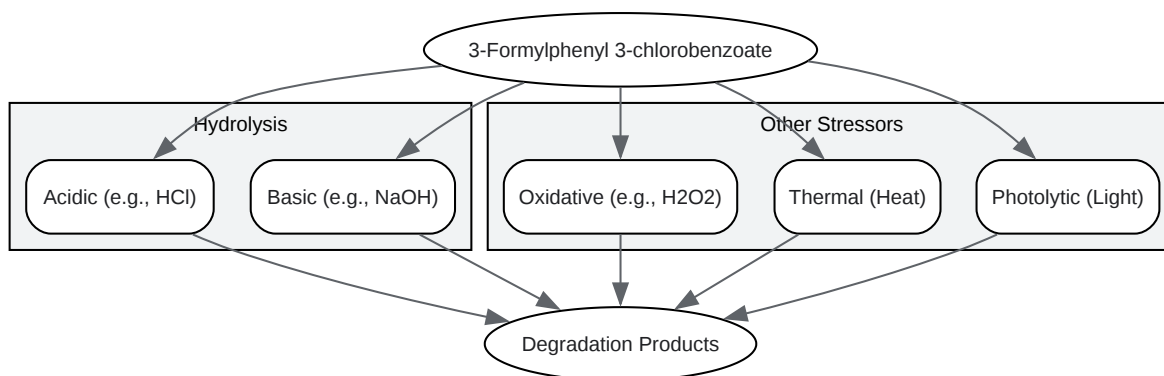 3-Formylphenyl 3-chlorobenzoate
Hydrolysis
Other Stressors
Acidic (e.g., HCl)
Basic (e.g., NaOH)
Oxidative (e.g., H2O2)
Thermal (Heat)
Photolytic (Light)
Degradation Products